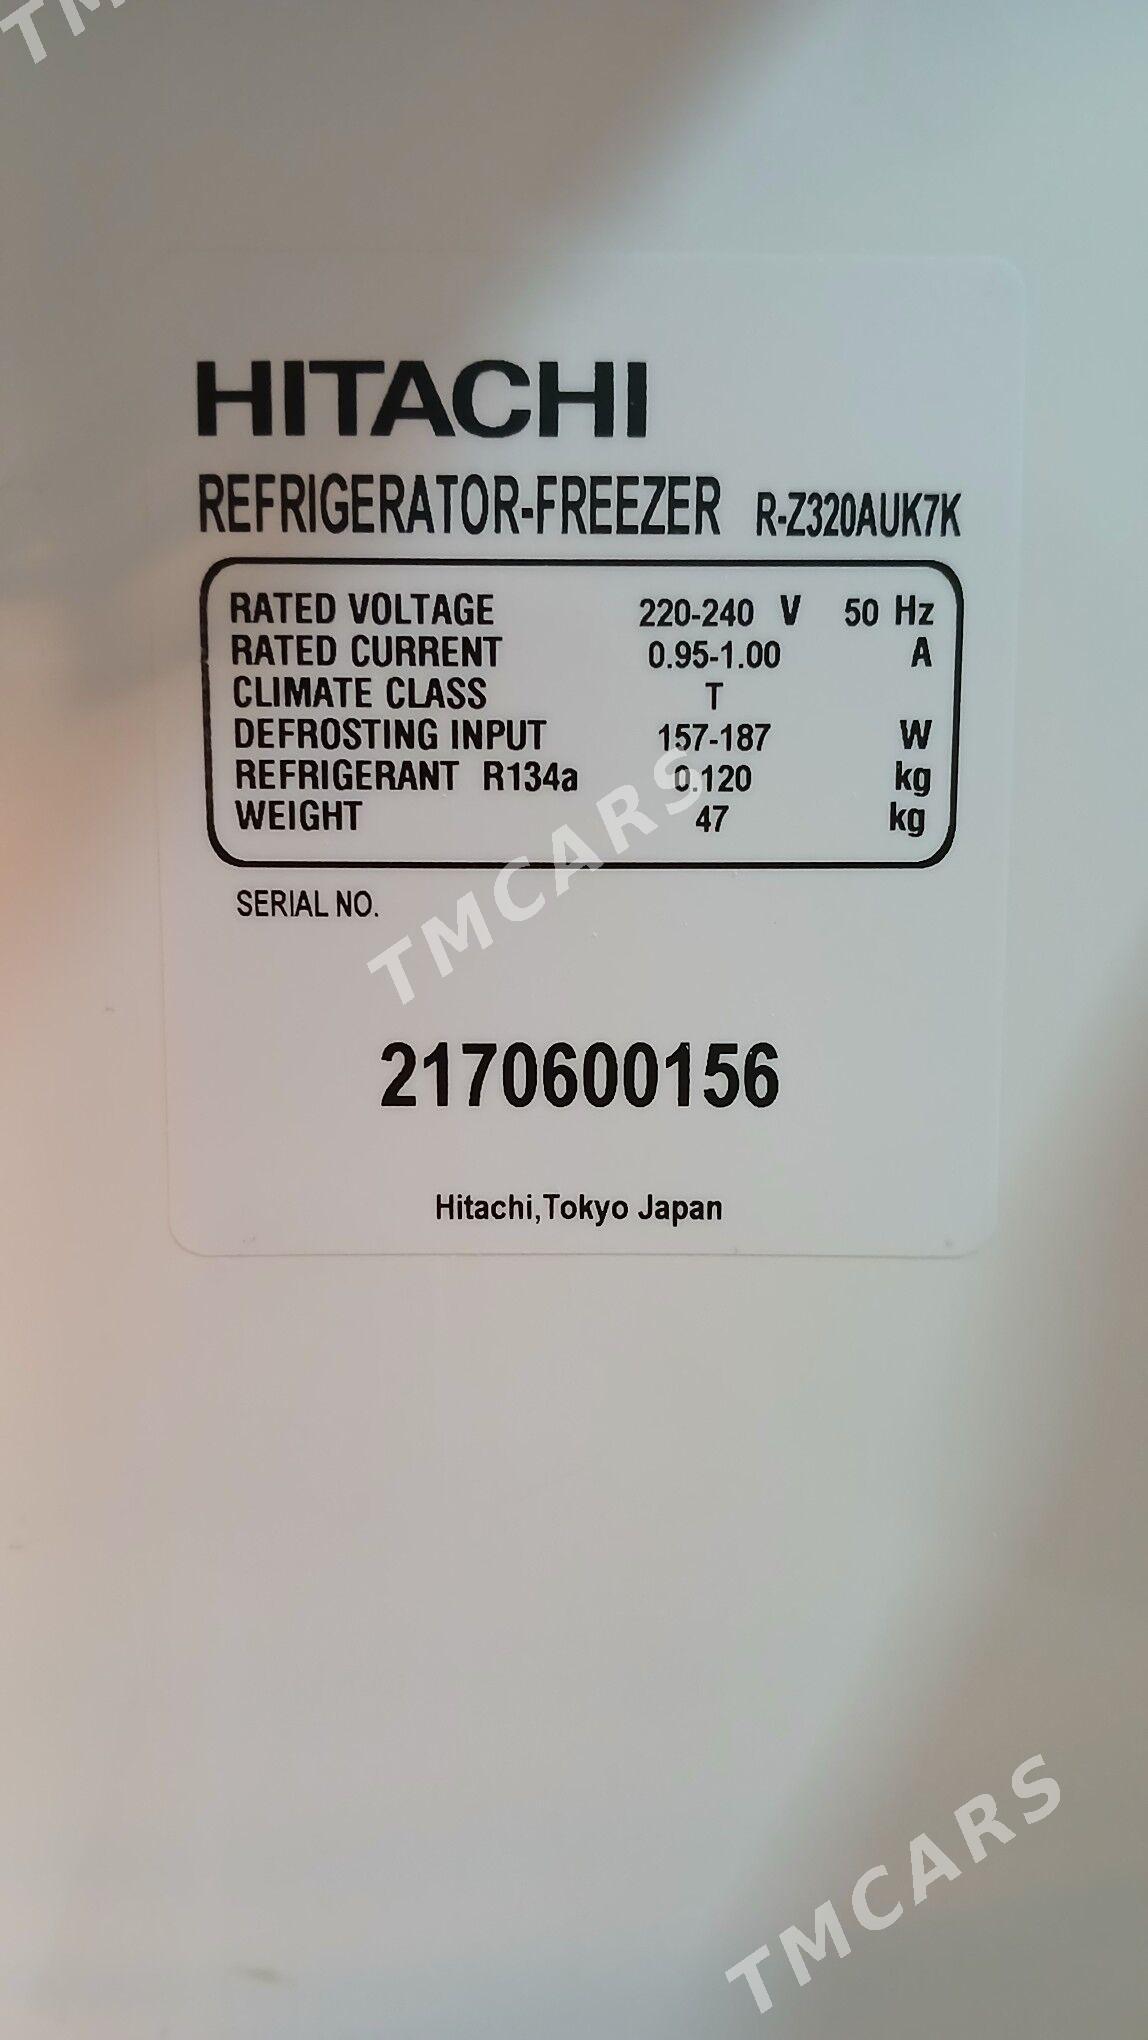 HITACHI
REFRIGERATOR-FREEZER R-Z320AUK7K
RATED VOLTAGE 220-240 V 50 Hz
RATED CURRENT 0.95-1.00 A
CLIMATE CLASS T
DEFROSTING INPUT 157-187 W
REFRIGERANT R134a 0.120 kg
WEIGHT 47 kg
SERIAL NO.
TMCARS
2170600156
Hitachi,Tokyo Japan
TMCARS